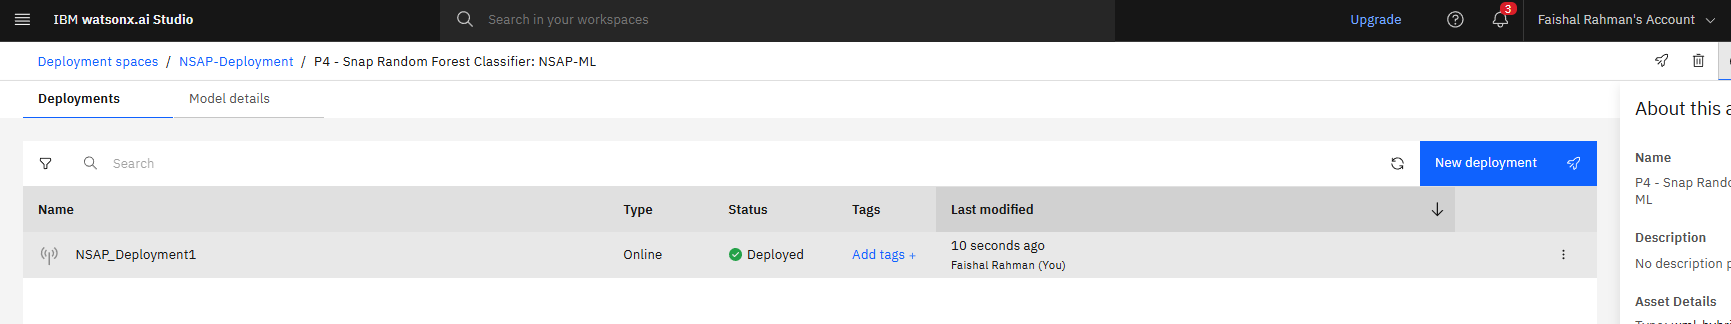 IBM watsonx.ai Studio
Search in your workspaces
Upgrade
3
Faishal Rahman's Account
Deployment spaces / NSAP-Deployment / P4 - Snap Random Forest Classifier: NSAP-ML
Deployments
Model details
Search
New deployment
Name Type Status Tags Last modified
NSAP_Deployment1 Online Deployed Add tags + 10 seconds ago
Faishal Rahman (You)
About this a
Name
P4 - Snap Rando
ML
Description
No description p
Asset Details